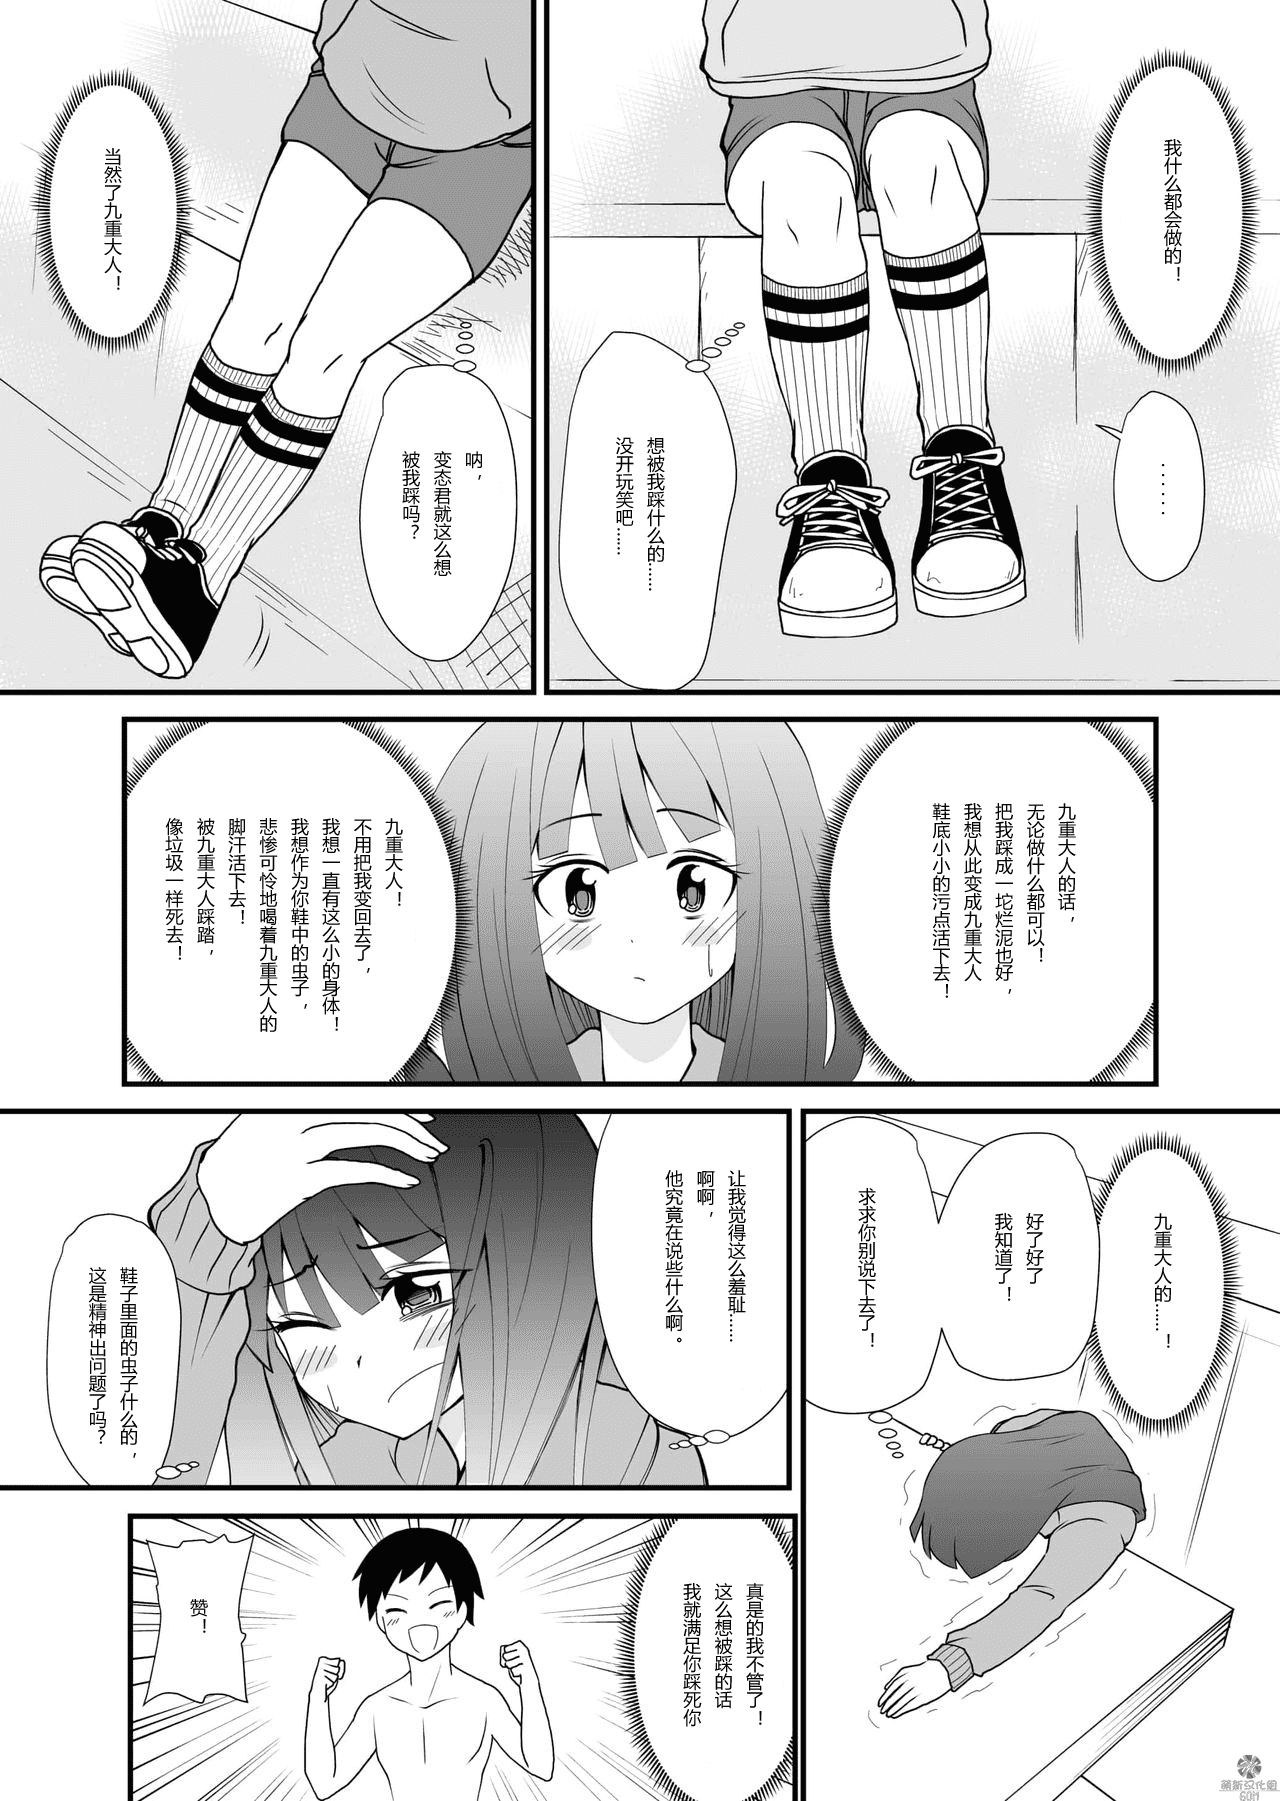 我什么都会做的！
......
想被我踩什么的……
没开玩笑吧……
当然了九重大人！
呐，
变态君就这么想
被我踩吗？
九重大人的话，
无论做什么都可以！
把我踩成一坨烂泥也好，
我想从此变成九重大人
鞋底小小的污点活下去！
九重大人！
不用把我变回去了，
我想一直有这么小的身体！
我想作为你鞋中的虫子，
悲惨可怜地喝着九重大人的
脚汗活下去！
被九重大人踩踏，
像垃圾一样死去！
九重大人的……！
好了好了
我知道了！
求求你别说下去了！
让我觉得这么羞耻……
啊啊，
他究竟在说些什么啊。
鞋子里面的虫子什么的，
这是精神出问题了吗？
真是的我不管了！
这么想被踩的话
我就满足你踩死你
赞！
萌新汉化组